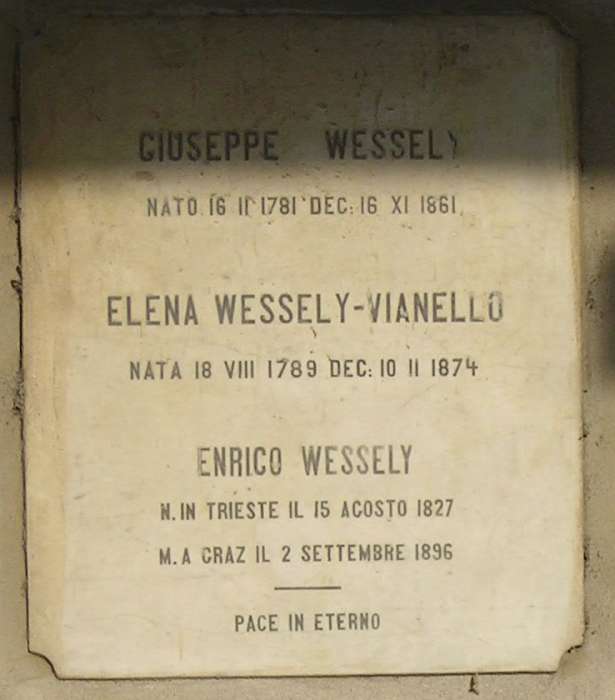 GIUSEPPE WESSELY
NATO 16 II 1781 DEC: 16 XI 1861
ELENA WESSELY-VIANELLO
NATA 18 VIII 1789 DEC: 10 II 1874
ENRICO WESSELY
N. IN TRIESTE IL 15 AGOSTO 1827
M. A GRAZ IL 2 SETTEMBRE 1896
PACE IN ETERNO